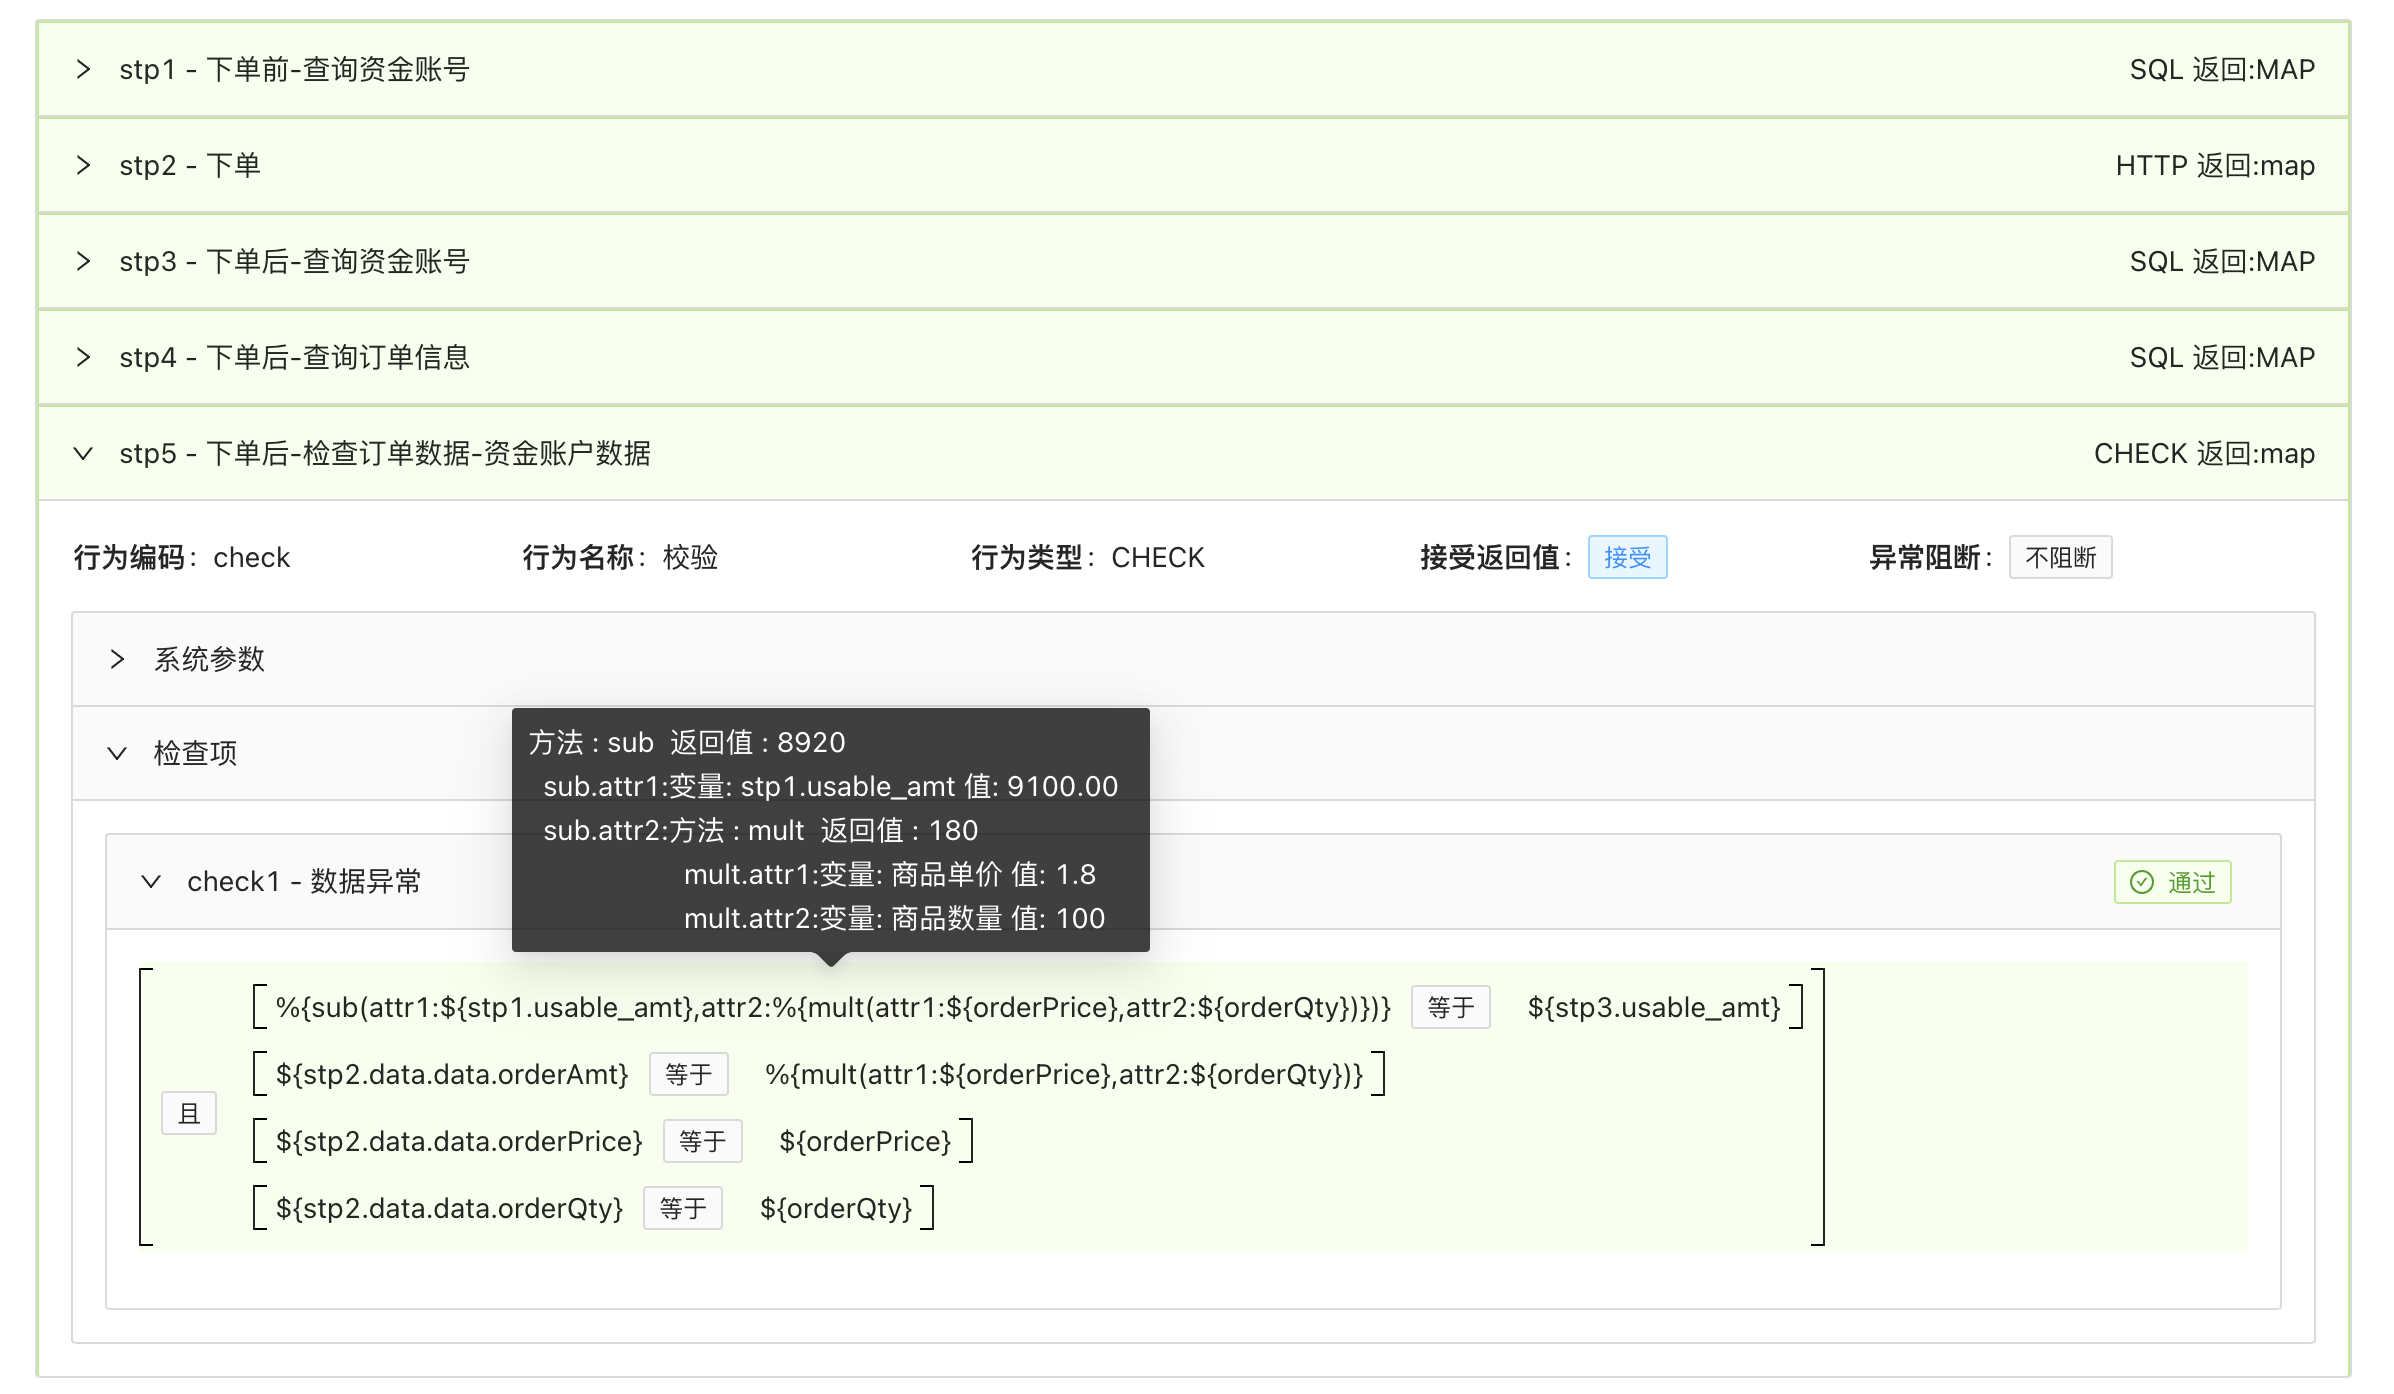 stp1 - 下单前-查询资金账号 SQL 返回:MAP
stp2 - 下单 HTTP 返回:map
stp3 - 下单后-查询资金账号 SQL 返回:MAP
stp4 - 下单后-查询订单信息 SQL 返回:MAP
stp5 - 下单后-检查订单数据-资金账户数据 CHECK 返回:map
行为编码: check 行为名称: 校验 行为类型: CHECK 接受返回值: 接受 异常阻断: 不阻断
系统参数
检查项
方法 : sub 返回值 : 8920
sub.attr1:变量: stp1.usable_amt 值: 9100.00
sub.attr2:方法 : mult 返回值 : 180
mult.attr1:变量: 商品单价 值: 1.8
mult.attr2:变量: 商品数量 值: 100
check1 - 数据异常 通过
%{sub(attr1:${stp1.usable_amt},attr2:%{mult(attr1:${orderPrice},attr2:${orderQty})})} 等于 ${stp3.usable_amt}
${stp2.data.data.orderAmt} 等于 %{mult(attr1:${orderPrice},attr2:${orderQty})}
且
${stp2.data.data.orderPrice} 等于 ${orderPrice}
${stp2.data.data.orderQty} 等于 ${orderQty}